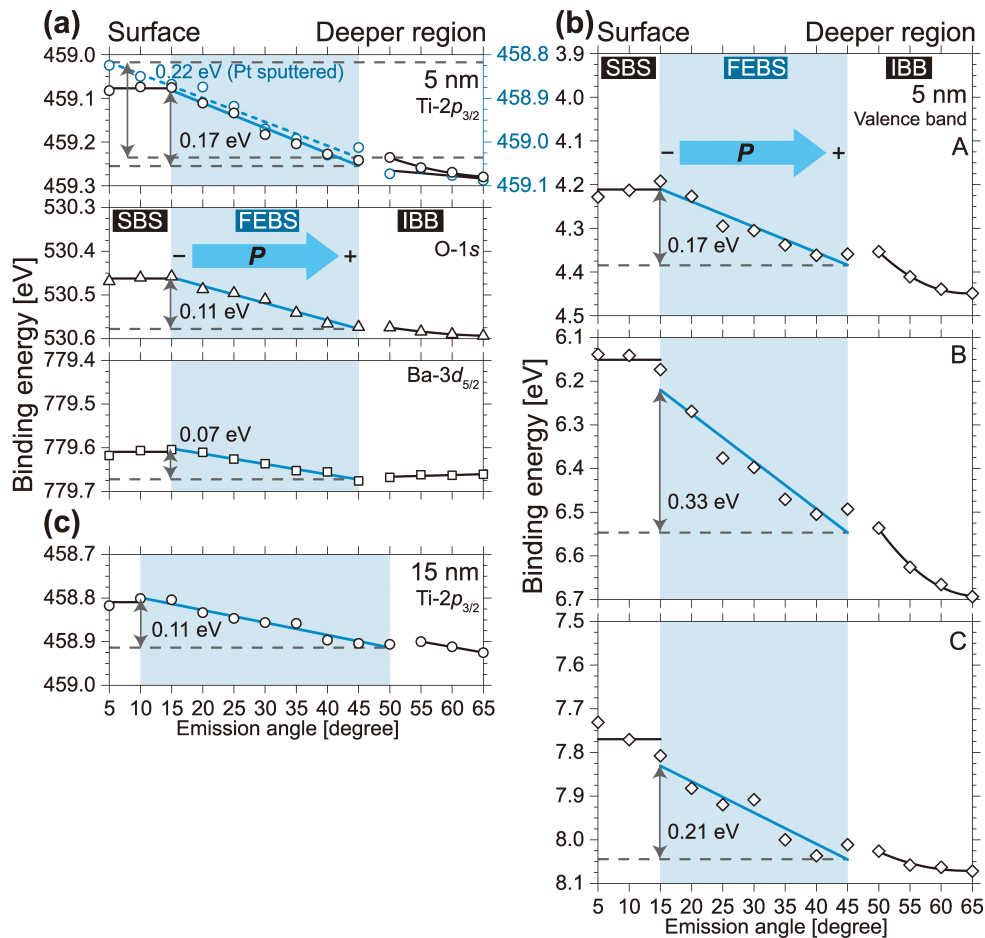 (a)
Surface
Deeper region
459.0
459.1
459.2
459.3
458.8
458.9
459.0
459.1
0.22 eV (Pt sputtered)
0.17 eV
5 nm
Ti-2p3/2
530.3
530.4
530.5
530.6
SBS
FEBS
IBB
− P +
O-1s
0.11 eV
779.4
779.5
779.6
779.7
Ba-3d5/2
0.07 eV
Binding energy [eV]
(c)
458.7
458.8
458.9
459.0
15 nm
Ti-2p3/2
0.11 eV
5 10 15 20 25 30 35 40 45 50 55 60 65
Emission angle [degree]
(b)
Surface
Deeper region
3.9
4.0
4.1
4.2
4.3
4.4
4.5
SBS
FEBS
IBB
5 nm
Valence band
A
− P +
0.17 eV
6.1
6.2
6.3
6.4
6.5
6.6
6.7
B
0.33 eV
Binding energy [eV]
7.5
7.6
7.7
7.8
7.9
8.0
8.1
C
0.21 eV
5 10 15 20 25 30 35 40 45 50 55 60 65
Emission angle [degree]